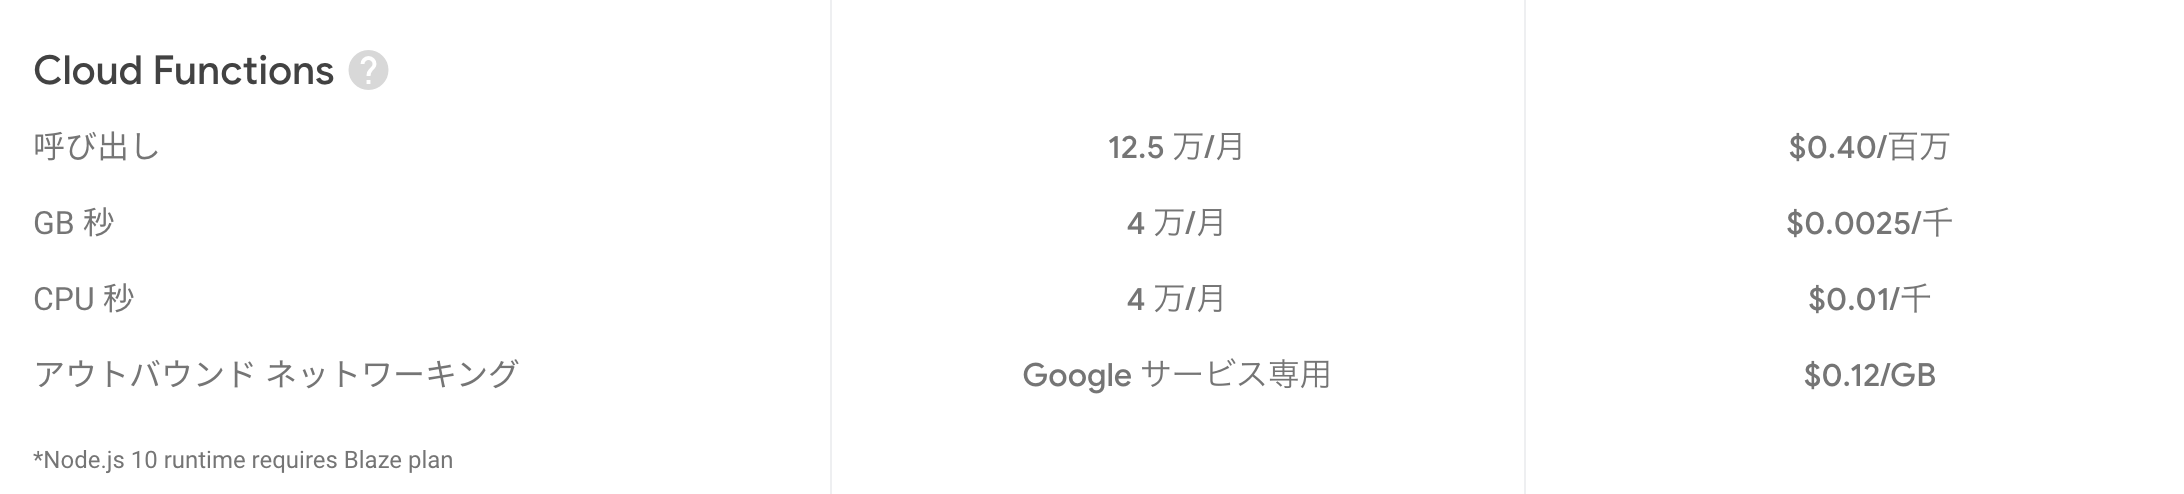 Cloud Functions ?
呼び出し 12.5 万/月 $0.40/百万
GB 秒 4 万/月 $0.0025/千
CPU 秒 4 万/月 $0.01/千
アウトバウンド ネットワーキング Google サービス専用 $0.12/GB
*Node.js 10 runtime requires Blaze plan